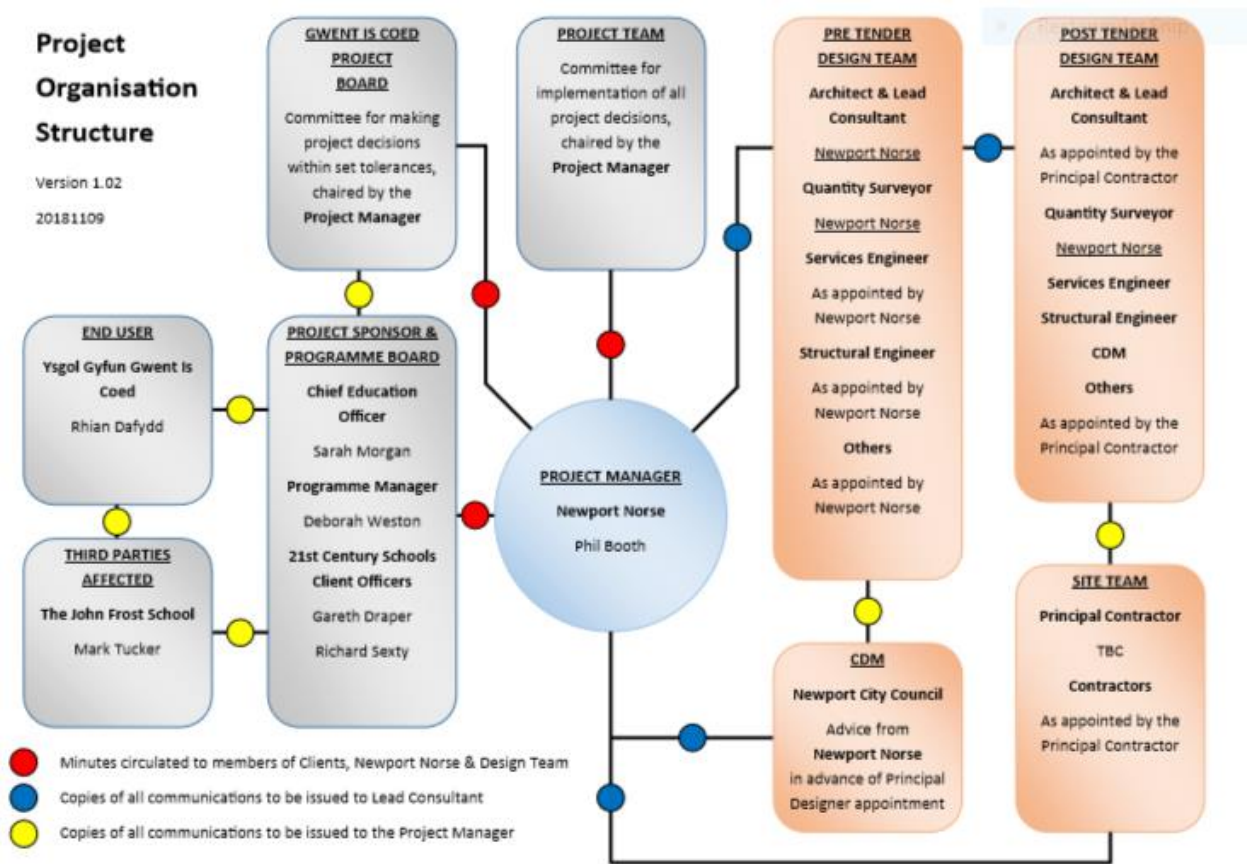 Project
Organisation
Structure
Version 1.02
20181109
GWENT IS COED
PROJECT
BOARD
Committee for making
project decisions
within set tolerances,
chaired by the
Project Manager
PROJECT TEAM
Committee for
implementation of all
project decisions,
chaired by the
Project Manager
PRE TENDER
DESIGN TEAM
Architect & Lead
Consultant
Newport Norse
Quantity Surveyor
Newport Norse
Services Engineer
As appointed by
Newport Norse
Structural Engineer
As appointed by
Newport Norse
Others
As appointed by
Newport Norse
POST TENDER
DESIGN TEAM
Architect & Lead
Consultant
As appointed by the
Principal Contractor
Quantity Surveyor
Newport Norse
Services Engineer
Structural Engineer
CDM
Others
As appointed by the
Principal Contractor
END USER
Ysgol Gyfun Gwent Is
Coed
Rhian Dafydd
PROJECT SPONSOR &
PROGRAMME BOARD
Chief Education
Officer
Sarah Morgan
Programme Manager
Deborah Weston
21st Century Schools
Client Officers
Gareth Draper
Richard Sexty
PROJECT MANAGER
Newport Norse
Phil Booth
THIRD PARTIES
AFFECTED
The John Frost School
Mark Tucker
CDM
Newport City Council
Advice from
Newport Norse
in advance of Principal
Designer appointment
SITE TEAM
Principal Contractor
TBC
Contractors
As appointed by the
Principal Contractor
Minutes circulated to members of Clients, Newport Norse & Design Team
Copies of all communications to be issued to Lead Consultant
Copies of all communications to be issued to the Project Manager